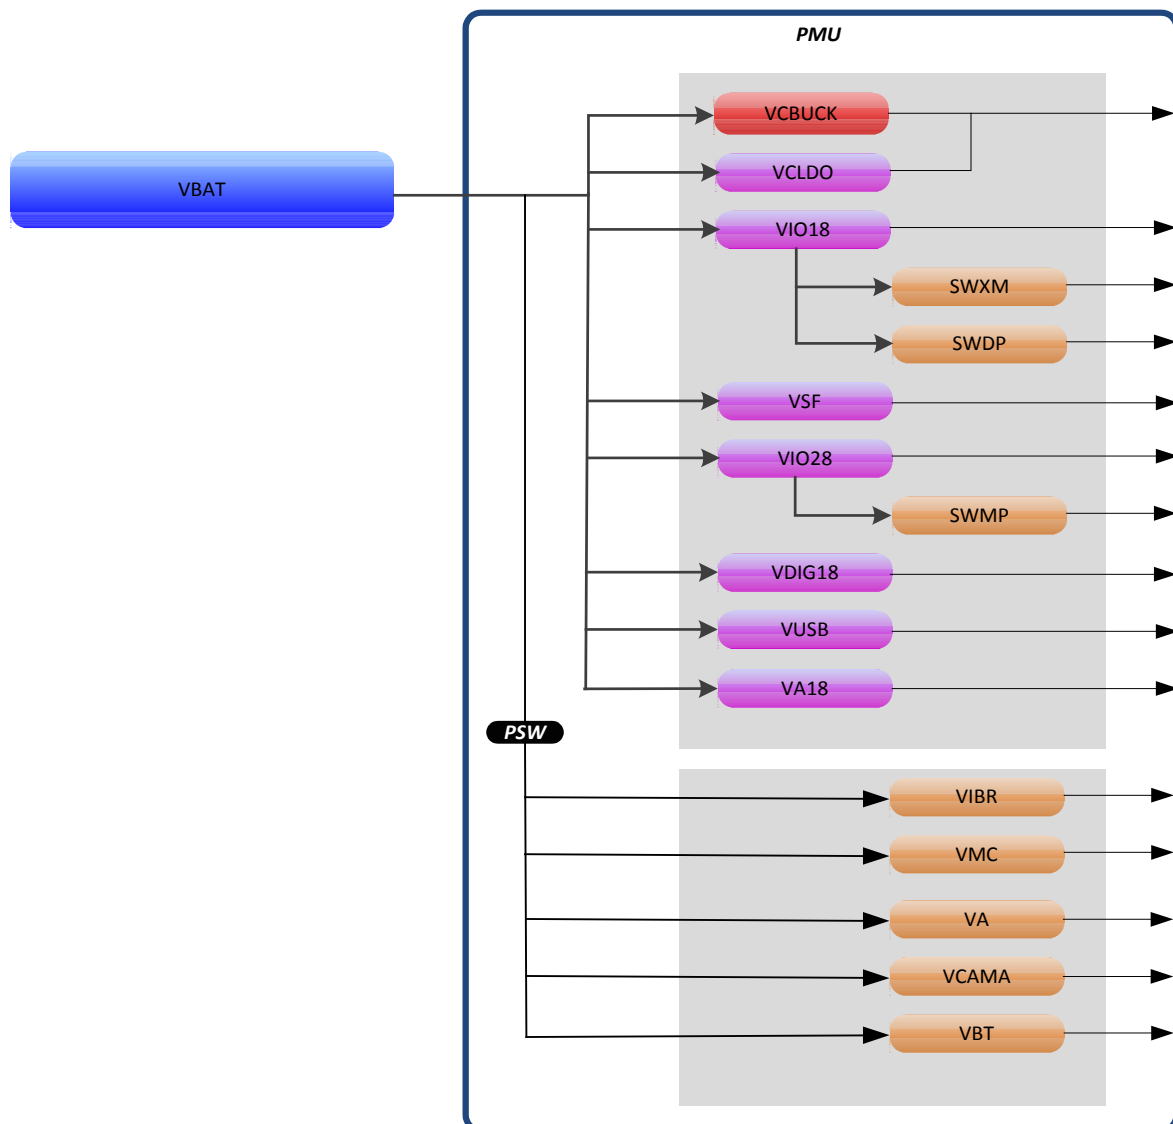 PMU
VBAT
VCBUCK
VCLDO
VIO18
SWXM
SWDP
VSF
VIO28
SWMP
VDIG18
VUSB
VA18
PSW
VIBR
VMC
VA
VCAMA
VBT